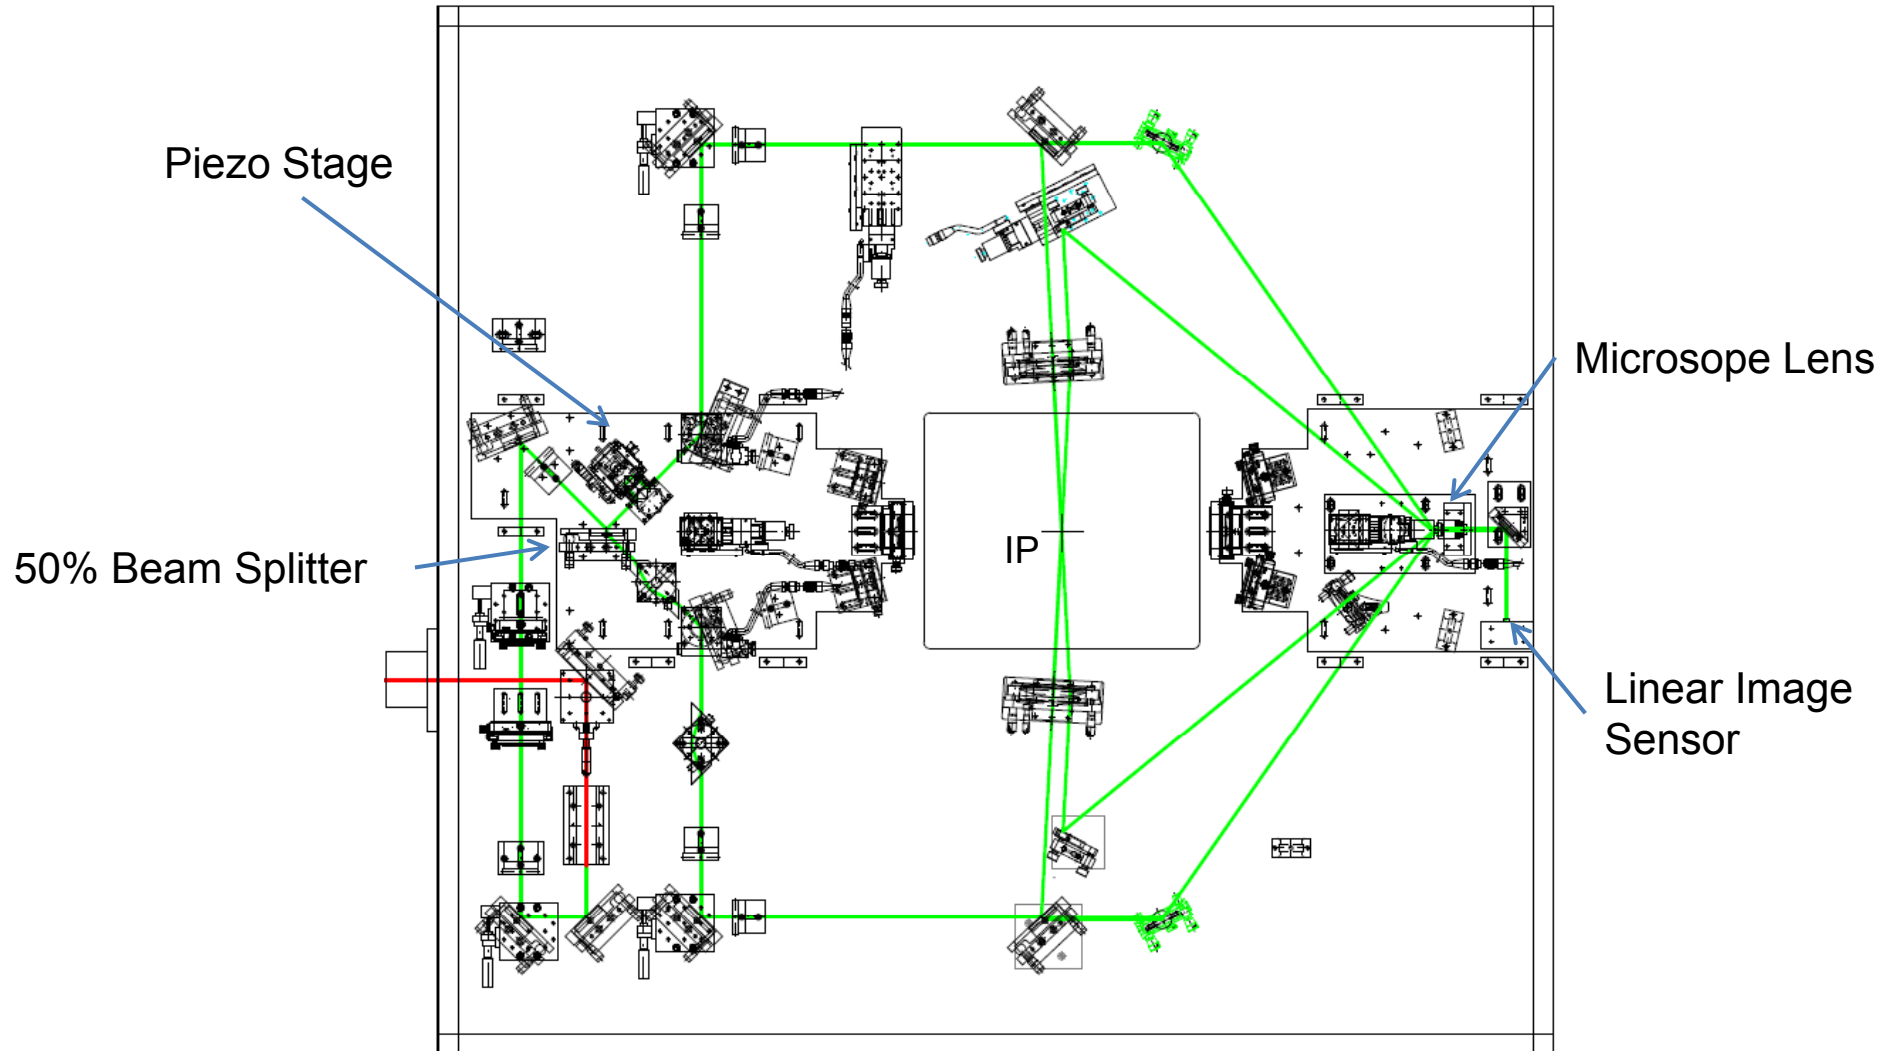 Piezo Stage
50% Beam Splitter
IP
Microsope Lens
Linear Image
Sensor